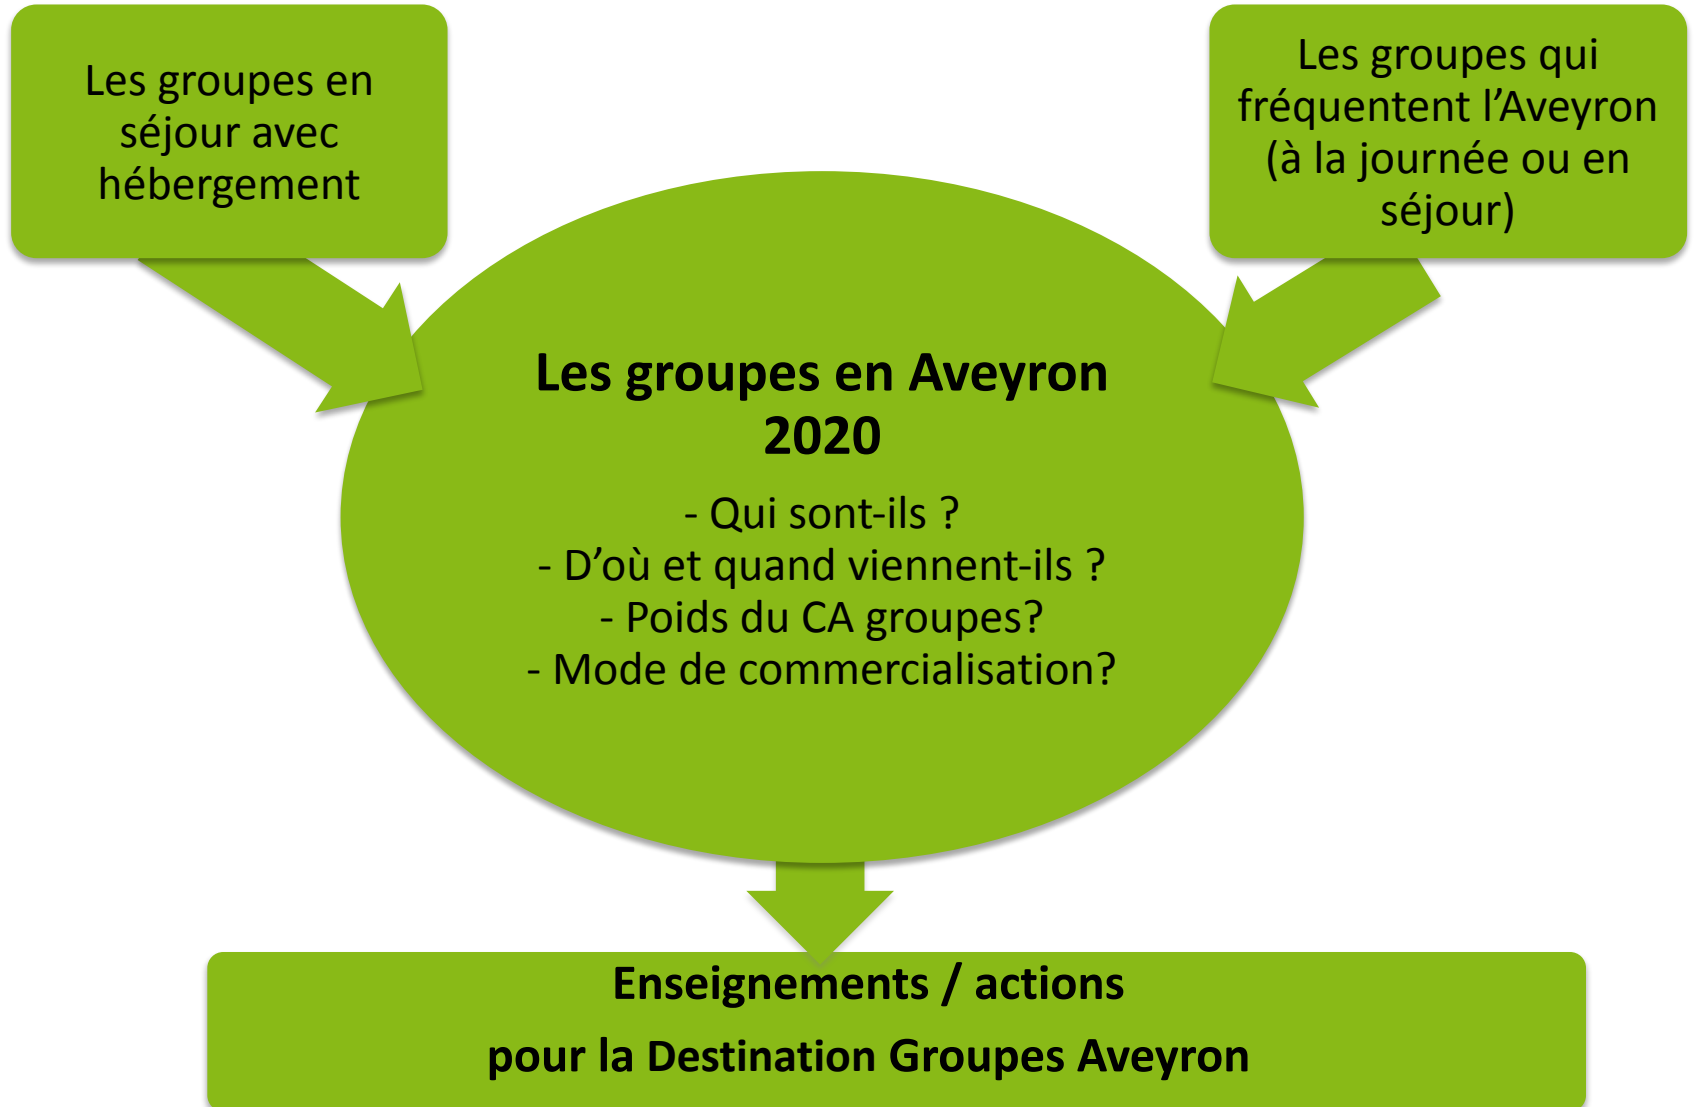 Les groupes en
séjour avec
hébergement
Les groupes qui
fréquentent l’Aveyron
(à la journée ou en
séjour)
Les groupes en Aveyron
2020
- Qui sont-ils ?
- D’où et quand viennent-ils ?
- Poids du CA groupes?
- Mode de commercialisation?
Enseignements / actions
pour la Destination Groupes Aveyron